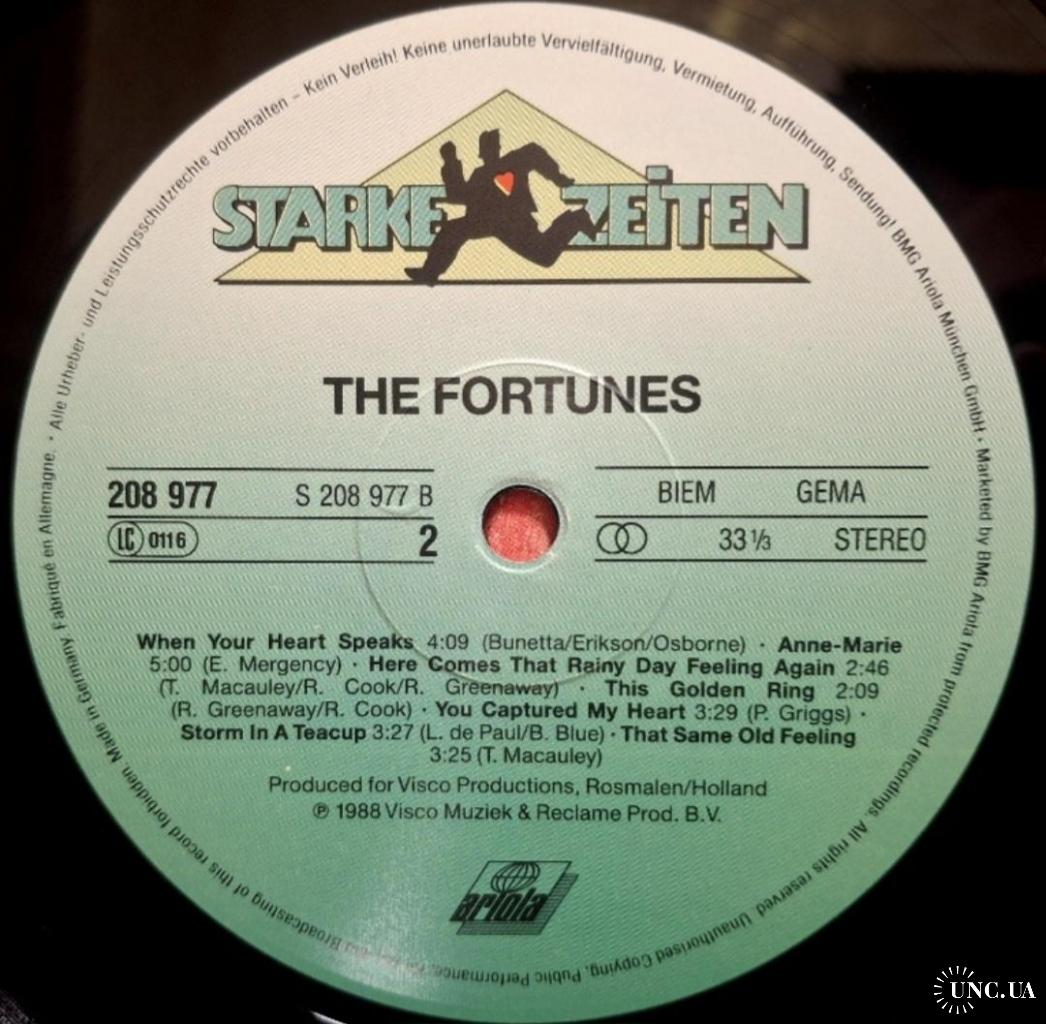 STARKE ZEITEN
THE FORTUNES
208 977 S 208 977 B
LC 0116 2
BIEM GEMA
33 1/3 STEREO
When Your Heart Speaks 4:09 (Bunetta/Erikson/Osborne) · Anne-Marie
5:00 (E. Mergency) · Here Comes That Rainy Day Feeling Again 2:46
(T. Macauley/R. Cook/R. Greenaway) · This Golden Ring 2:09
(R. Greenaway/R. Cook) · You Captured My Heart 3:29 (P. Griggs) ·
Storm In A Teacup 3:27 (L. de Paul/B. Blue) · That Same Old Feeling
3:25 (T. Macauley)
Produced for Visco Productions, Rosmalen/Holland
℗ 1988 Visco Muziek & Reclame Prod. B.V.
ariola
Made in Germany. Fabriqué en Allemagne. · Alle Urheber- und Leistungsschutzrechte vorbehalten – Kein Verleih! Keine unerlaubte Vervielfältigung, Vermietung, Aufführung, Sendung! BMG Ariola München GmbH · Marketed by BMG Ariola from protected recordings. All rights reserved. Unauthorised Copying, Public Performance, Broadcasting of this record forbidden.
UNC.UA